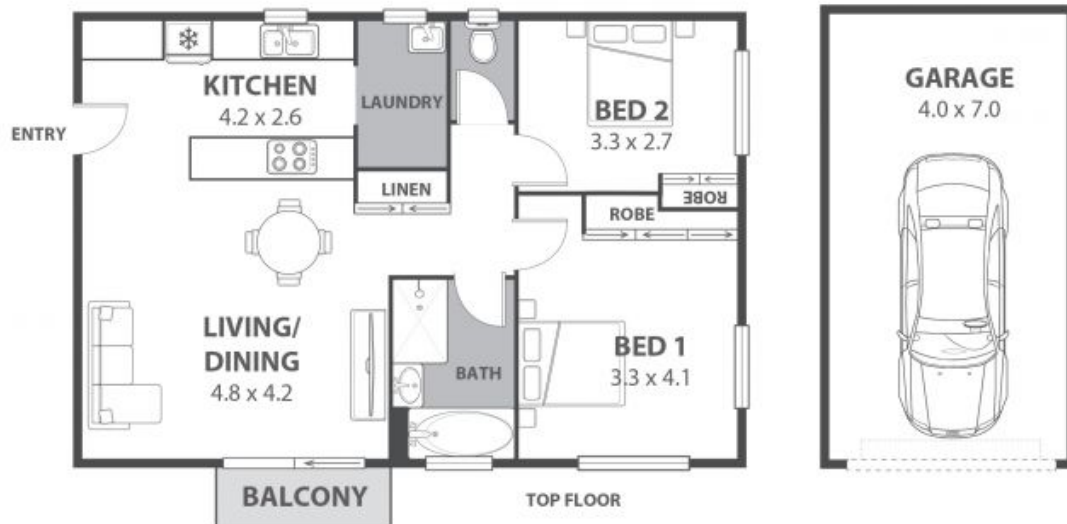 KITCHEN
4.2 x 2.6
ENTRY
LAUNDRY
LINEN
BED 2
3.3 x 2.7
ROBE
ROBE
LIVING/
DINING
4.8 x 4.2
BATH
BED 1
3.3 x 4.1
BALCONY
TOP FLOOR
GARAGE
4.0 x 7.0